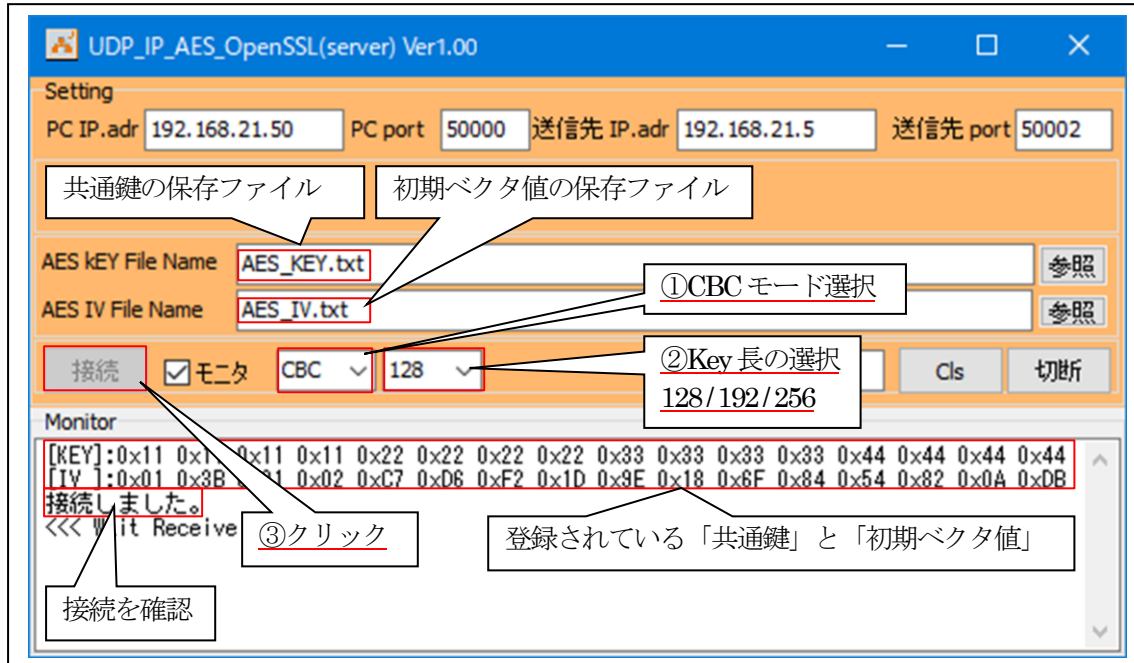 UDP_IP_AES_OpenSSL(server) Ver1.00
Setting
PC IP.adr 192.168.21.50 PC port 50000 送信先 IP.adr 192.168.21.5 送信先 port 50002
共通鍵の保存ファイル
初期ベクタ値の保存ファイル
AES kEY File Name AES_KEY.txt 参照
①CBCモード選択
AES IV File Name AES_IV.txt 参照
接続 モニタ CBC 128 Cls 切断
②Key長の選択
128/192/256
Monitor
[KEY]:0x11 0x11 0x11 0x22 0x22 0x22 0x22 0x33 0x33 0x33 0x33 0x44 0x44 0x44 0x44
[IV ]:0x01 0x3B 0x02 0xC7 0xD6 0xF2 0x1D 0x9E 0x18 0x6F 0x84 0x54 0x82 0x0A 0xDB
接続しました。
<<< Receive
③クリック
登録されている「共通鍵」と「初期ベクタ値」
接続を確認